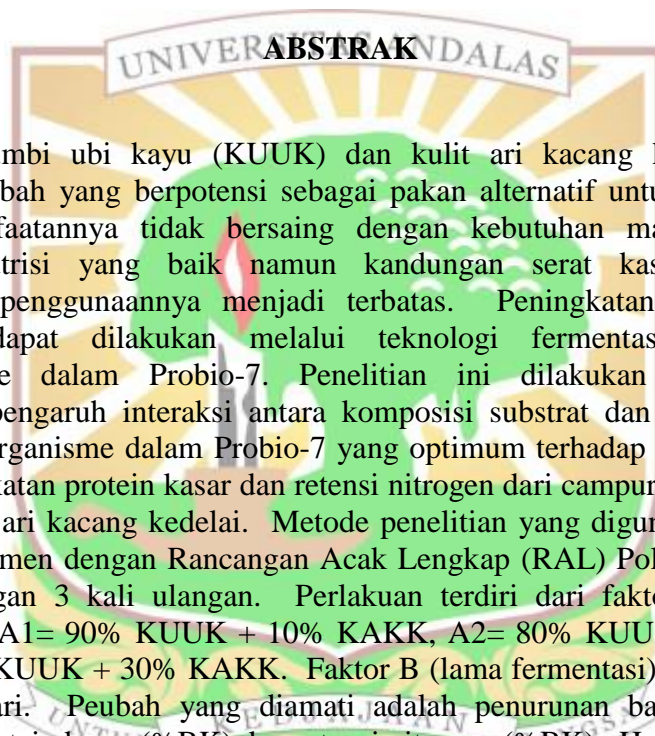 ABSTRAK
UNIVERSITAS ANDALAS
umbi ubi kayu (KUUK) dan kulit ari kacang
bah yang berpotensi sebagai pakan alternatif untu
faatannya tidak bersaing dengan kebutuhan ma
trisi yang baik namun kandungan serat kas
penggunaannya menjadi terbatas. Peningkatan
dapat dilakukan melalui teknologi fermentas
e dalam Probio-7. Penelitian ini dilakukan
pengaruh interaksi antara komposisi substrat dan
organisme dalam Probio-7 yang optimum terhadap
katan protein kasar dan retensi nitrogen dari campur
ari kacang kedelai. Metode penelitian yang digun
men dengan Rancangan Acak Lengkap (RAL) Pol
gan 3 kali ulangan. Perlakuan terdiri dari fakto
A1= 90% KUUK + 10% KAKK, A2= 80% KUU
KUUK + 30% KAKK. Faktor B (lama fermentasi)
ari. Peubah yang diamati adalah penurunan ba